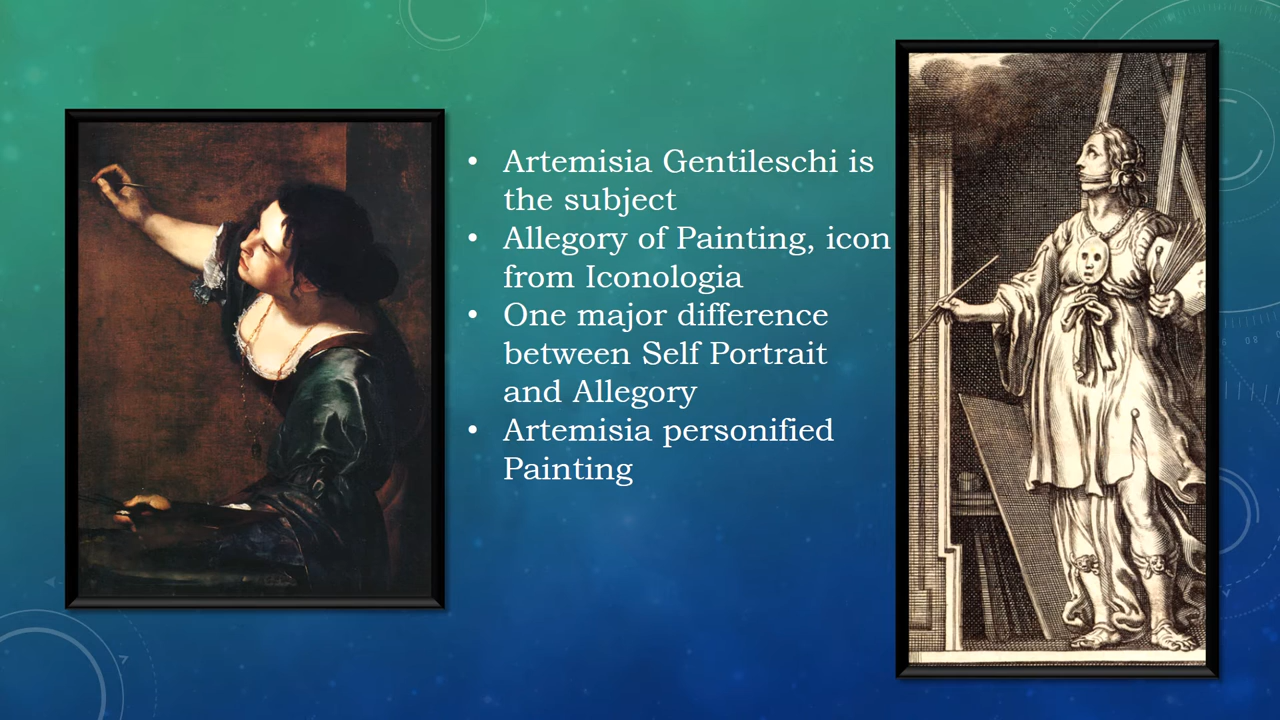 • Artemisia Gentileschi is
the subject
• Allegory of Painting, icon
from Iconologia
• One major difference
between Self Portrait
and Allegory
• Artemisia personified
Painting